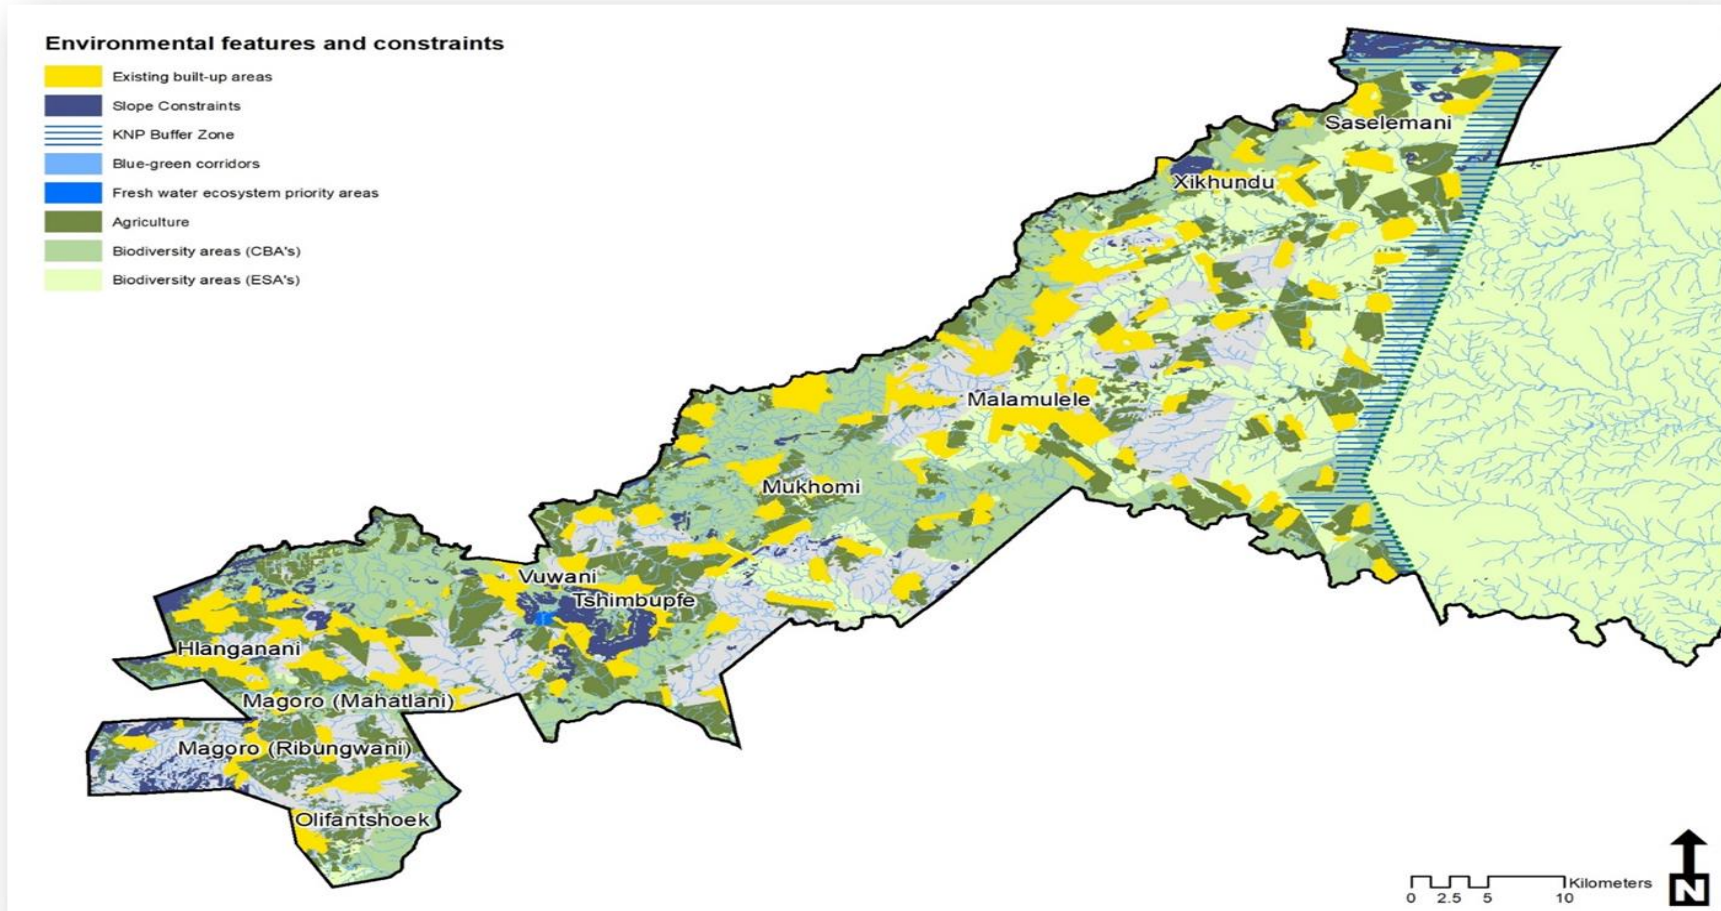 Environmental features and constraints
Existing built-up areas
Slope Constraints
KNP Buffer Zone
Blue-green corridors
Fresh water ecosystem priority areas
Agriculture
Biodiversity areas (CBA's)
Biodiversity areas (ESA's)
Saselemani
Xikhundu
Malamulele
Mukhomi
Vuwani
Tshimbupfe
Hlanganani
Magoro (Mahatlani)
Magoro (Ribungwani)
Olifantshoek
Kilometers
0 2.5 5 10
N